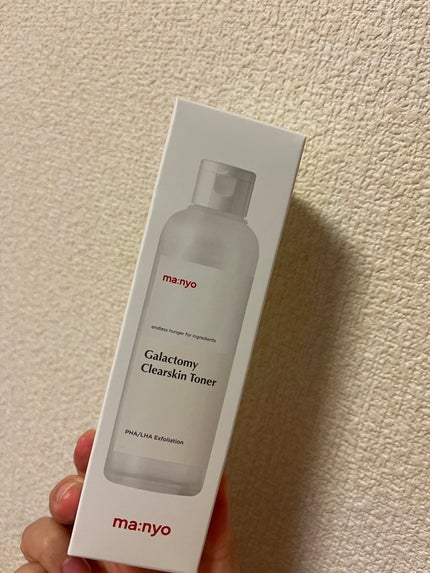 ma:nyo
endless hunger for ingredients
Galactomy
Clearskin Toner
PHA/LHA Exfoliation
ma:nyo